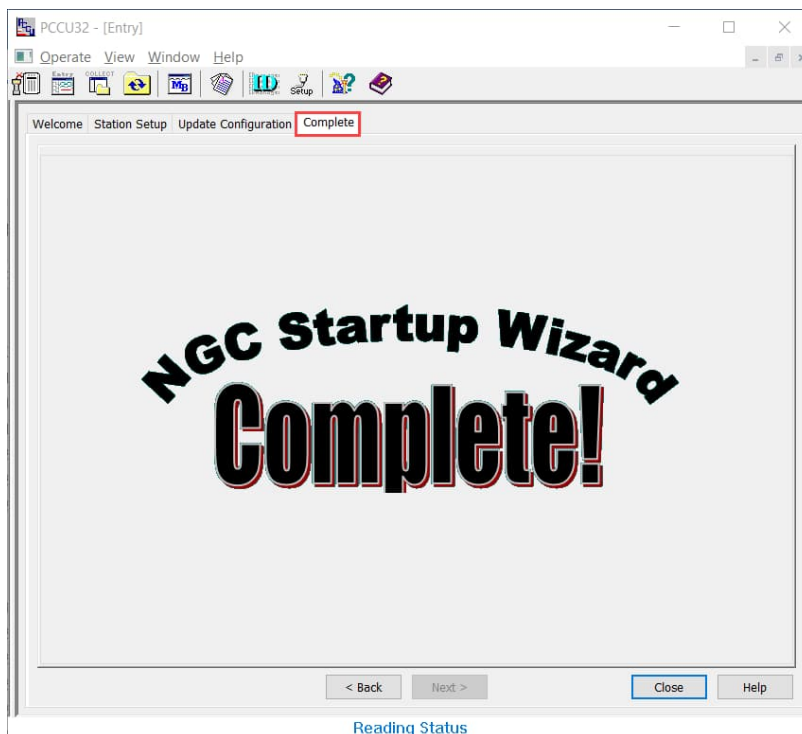 PCCU32 - [Entry]
Operate View Window Help
Entry COLLECT MB Setup
Welcome Station Setup Update Configuration Complete
NGC Startup Wizard
Complete!
< Back Next > Close Help
Reading Status